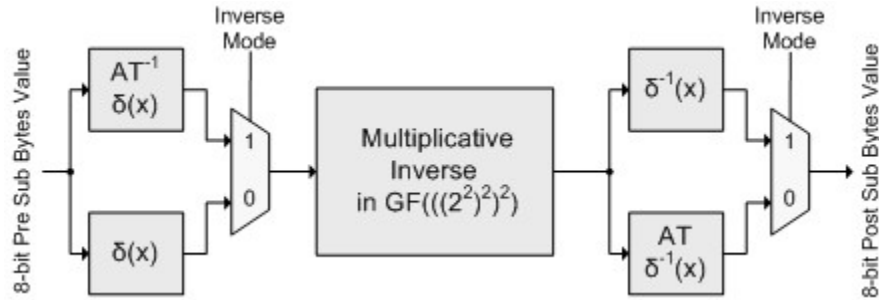 8-bit Pre Sub Bytes Value
AT⁻¹
δ(x)
δ(x)
Inverse
Mode
1
0
Multiplicative
Inverse
in GF(((2²)²)²)
δ⁻¹(x)
AT
δ⁻¹(x)
Inverse
Mode
1
0
8-bit Post Sub Bytes Value